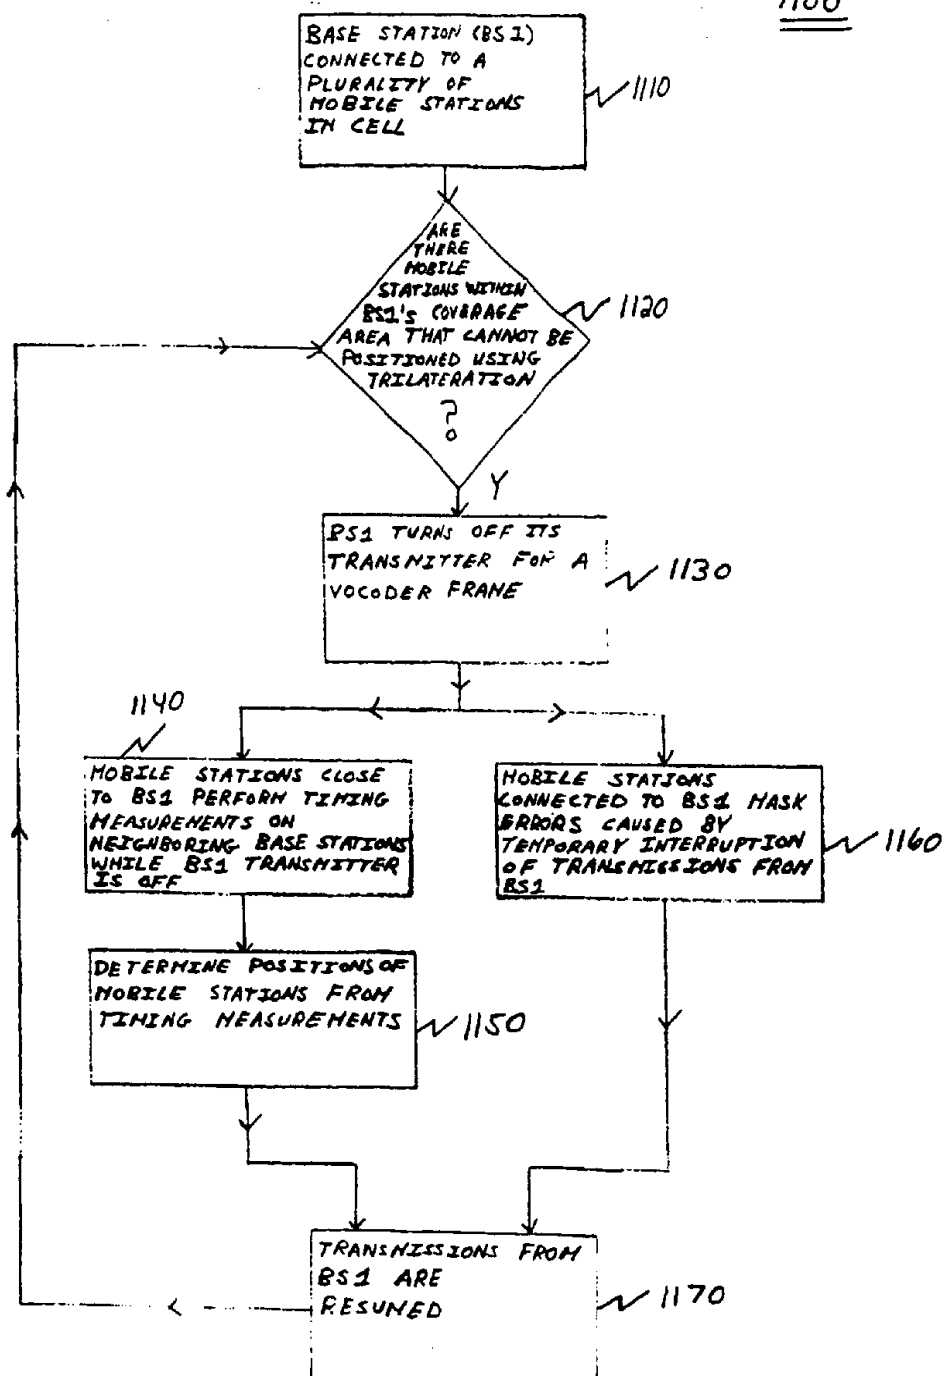 1100
BASE STATION (BS1)
CONNECTED TO A
PLURALITY OF
MOBILE STATIONS
IN CELL
1110
ARE
THERE
MOBILE
STATIONS WITHIN
BS1's COVERAGE
AREA THAT CANNOT BE
POSITIONED USING
TRILATERATION
?
1120
Y
BS1 TURNS OFF ITS
TRANSMITTER FOR A
VOCODER FRAME
1130
1140
MOBILE STATIONS CLOSE
TO BS1 PERFORM TIMING
MEASUREMENTS ON
NEIGHBORING BASE STATIONS
WHILE BS1 TRANSMITTER
IS OFF
MOBILE STATIONS
CONNECTED TO BS1 MASK
ERRORS CAUSED BY
TEMPORARY INTERRUPTION
OF TRANSMISSIONS FROM
BS1
1160
DETERMINE POSITIONS OF
MOBILE STATIONS FROM
TIMING MEASUREMENTS
1150
TRANSMISSIONS FROM
BS1 ARE
RESUMED
1170